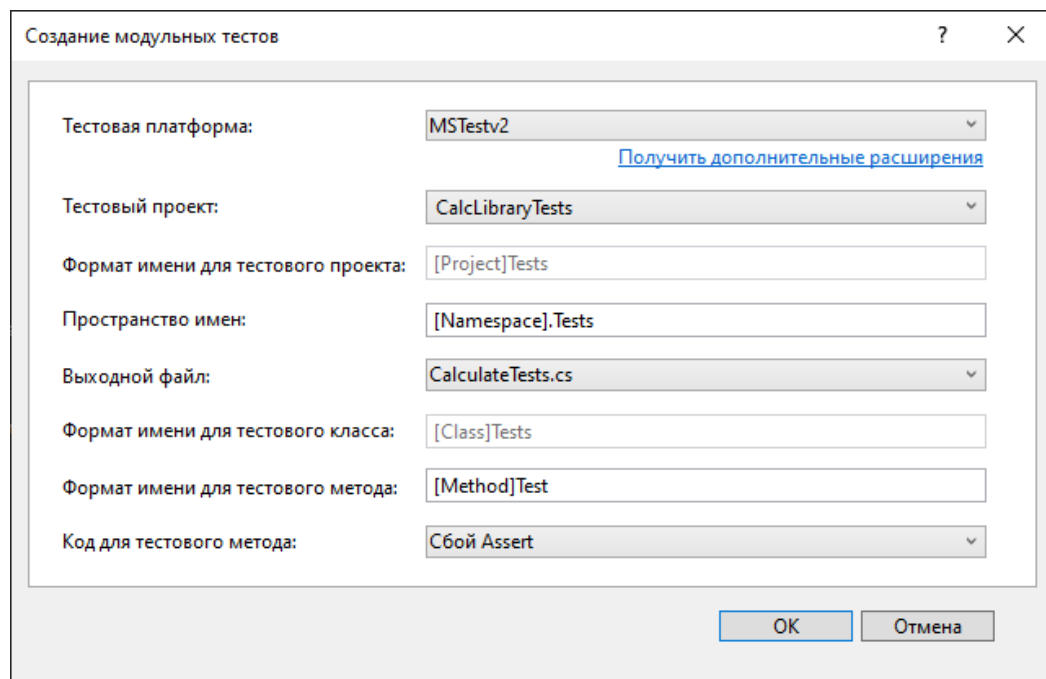 Создание модульных тестов ?
Тестовая платформа: MSTestv2
Получить дополнительные расширения
Тестовый проект: CalcLibraryTests
Формат имени для тестового проекта: [Project]Tests
Пространство имен: [Namespace].Tests
Выходной файл: CalculateTests.cs
Формат имени для тестового класса: [Class]Tests
Формат имени для тестового метода: [Method]Test
Код для тестового метода: Сбой Assert
ОК Отмена